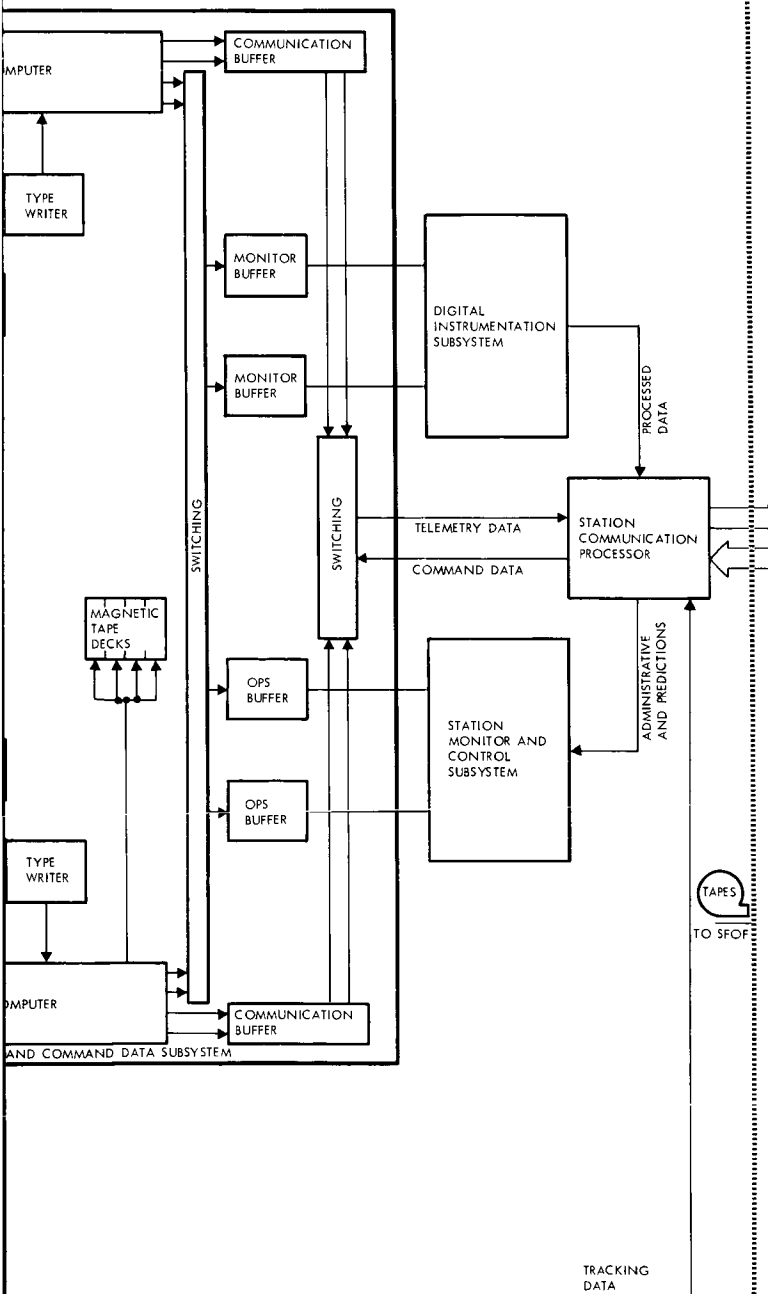 COMMUNICATION
BUFFER
OMPUTER
TYPE
WRITER
MONITOR
BUFFER
DIGITAL
INSTRUMENTATION
SUBSYSTEM
MONITOR
BUFFER
PROCESSED
DATA
SWITCHING
SWITCHING
TELEMETRY DATA
COMMAND DATA
STATION
COMMUNICATION
PROCESSOR
MAGNETIC
TAPE
DECKS
OPS
BUFFER
STATION
MONITOR AND
CONTROL
SUBSYSTEM
ADMINISTRATIVE
AND PREDICTIONS
OPS
BUFFER
TYPE
WRITER
TAPES
TO SFOF
OMPUTER
COMMUNICATION
BUFFER
AND COMMAND DATA SUBSYSTEM
TRACKING
DATA